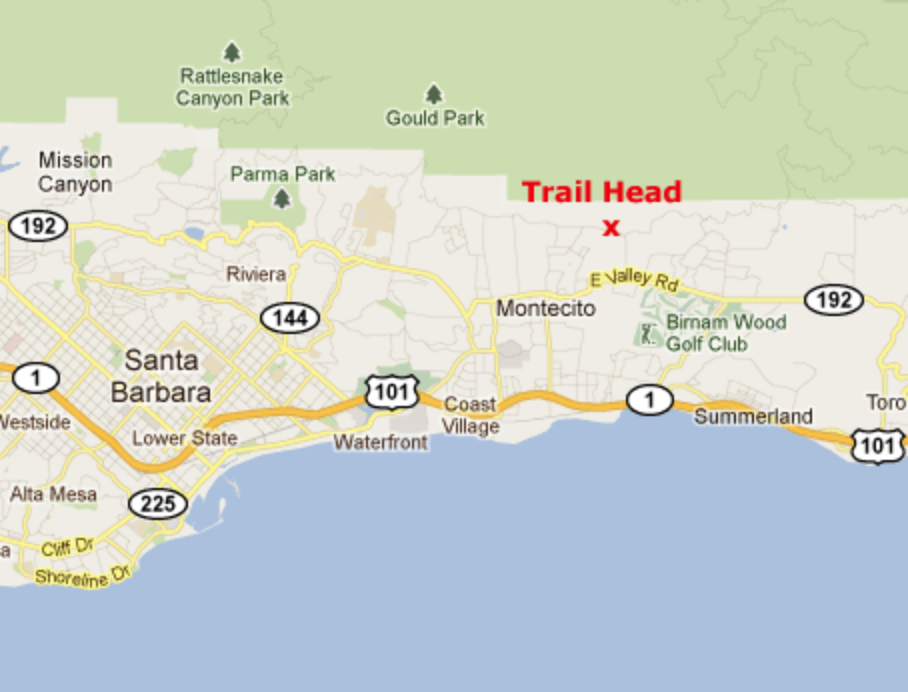 Rattlesnake
Canyon Park
Gould Park
Mission
Canyon
Parma Park
Trail Head
x
192
Riviera
E Valley Rd
192
Montecito
144
Birnam Wood
Golf Club
Santa
Barbara
1
101
1
Coast
Village
Toro
Westside
Lower State
Waterfront
Summerland
101
Alta Mesa
225
a
Cliff Dr
Shoreline Dr